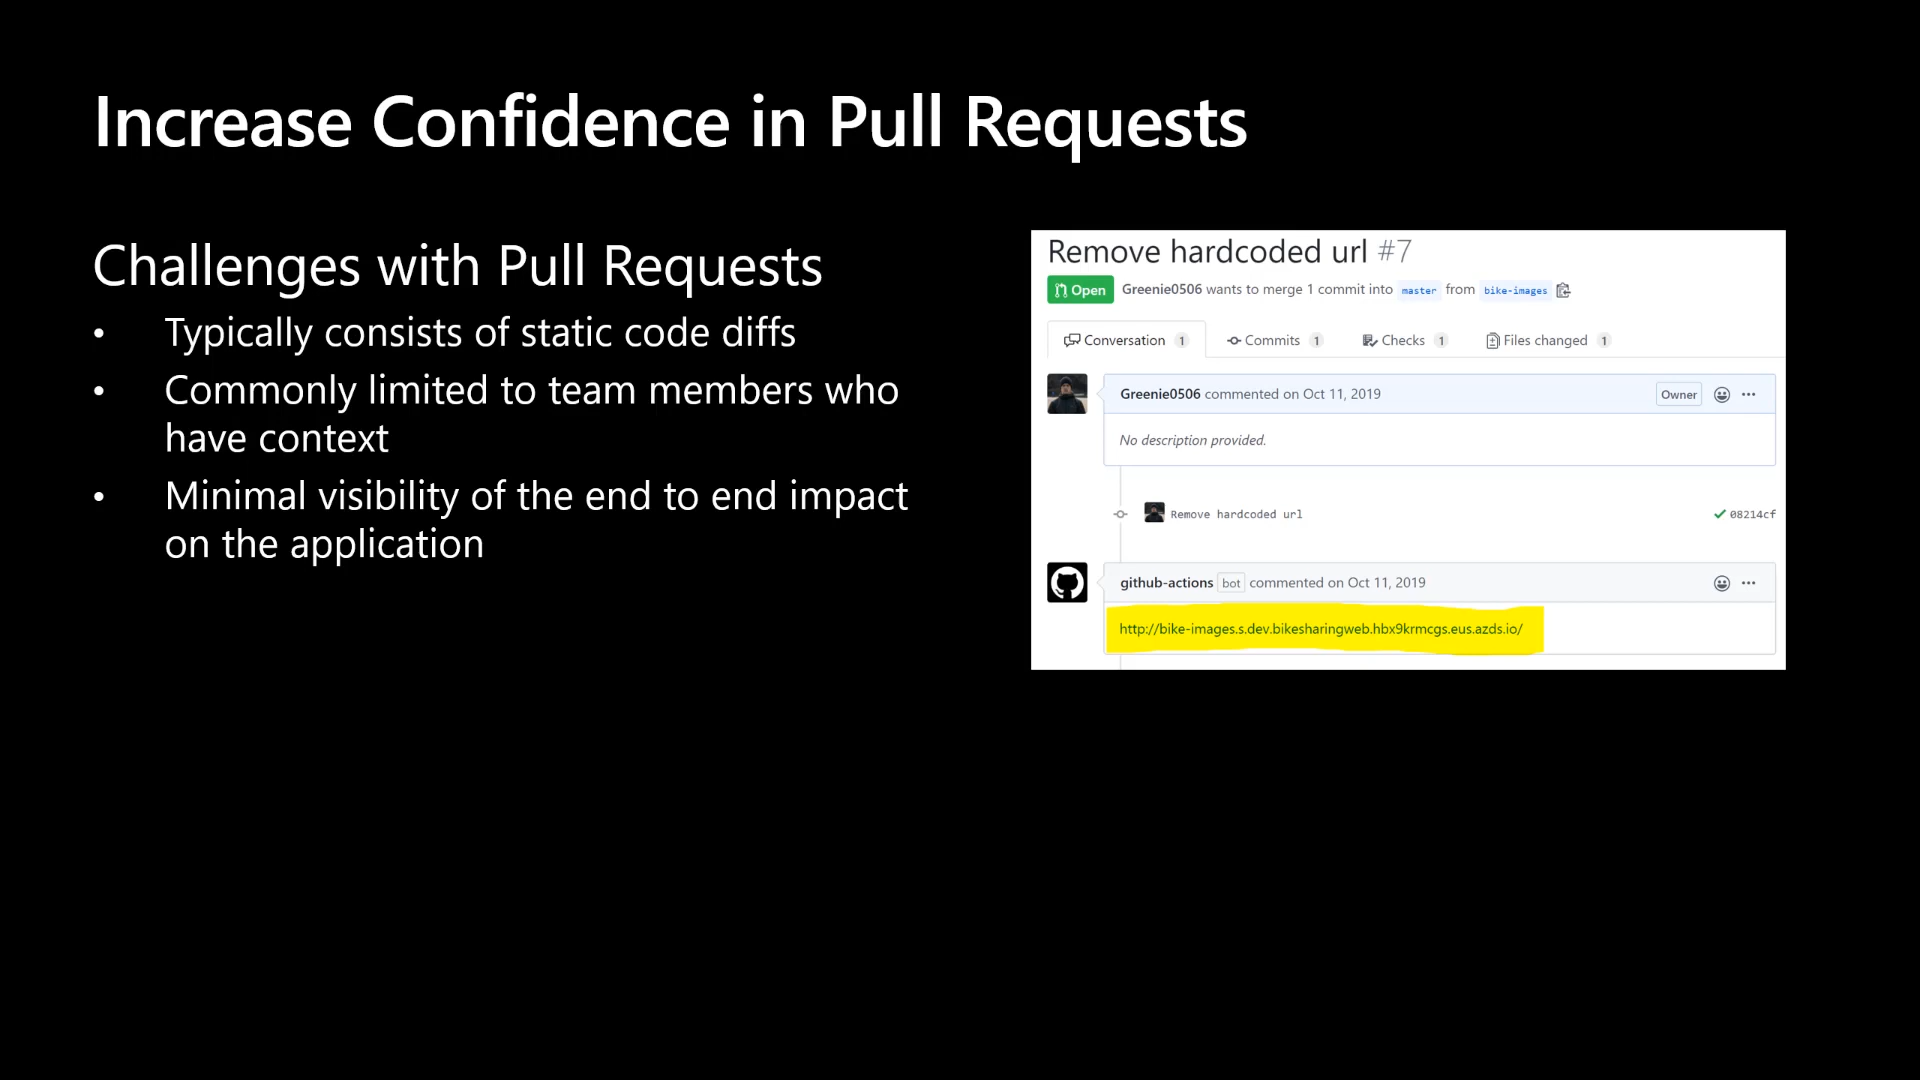 Increase Confidence in Pull Requests
Challenges with Pull Requests
• Typically consists of static code diffs
• Commonly limited to team members who
have context
• Minimal visibility of the end to end impact
on the application
Remove hardcoded url #7
Open Greenie0506 wants to merge 1 commit into master from bike-images
Conversation 1 Commits 1 Checks 1 Files changed 1
Greenie0506 commented on Oct 11, 2019 Owner ...
No description provided.
Remove hardcoded url 08214cf
github-actions bot commented on Oct 11, 2019 ...
http://bike-images.s.dev.bikesharingweb.hbx9krmcgs.eus.azds.io/